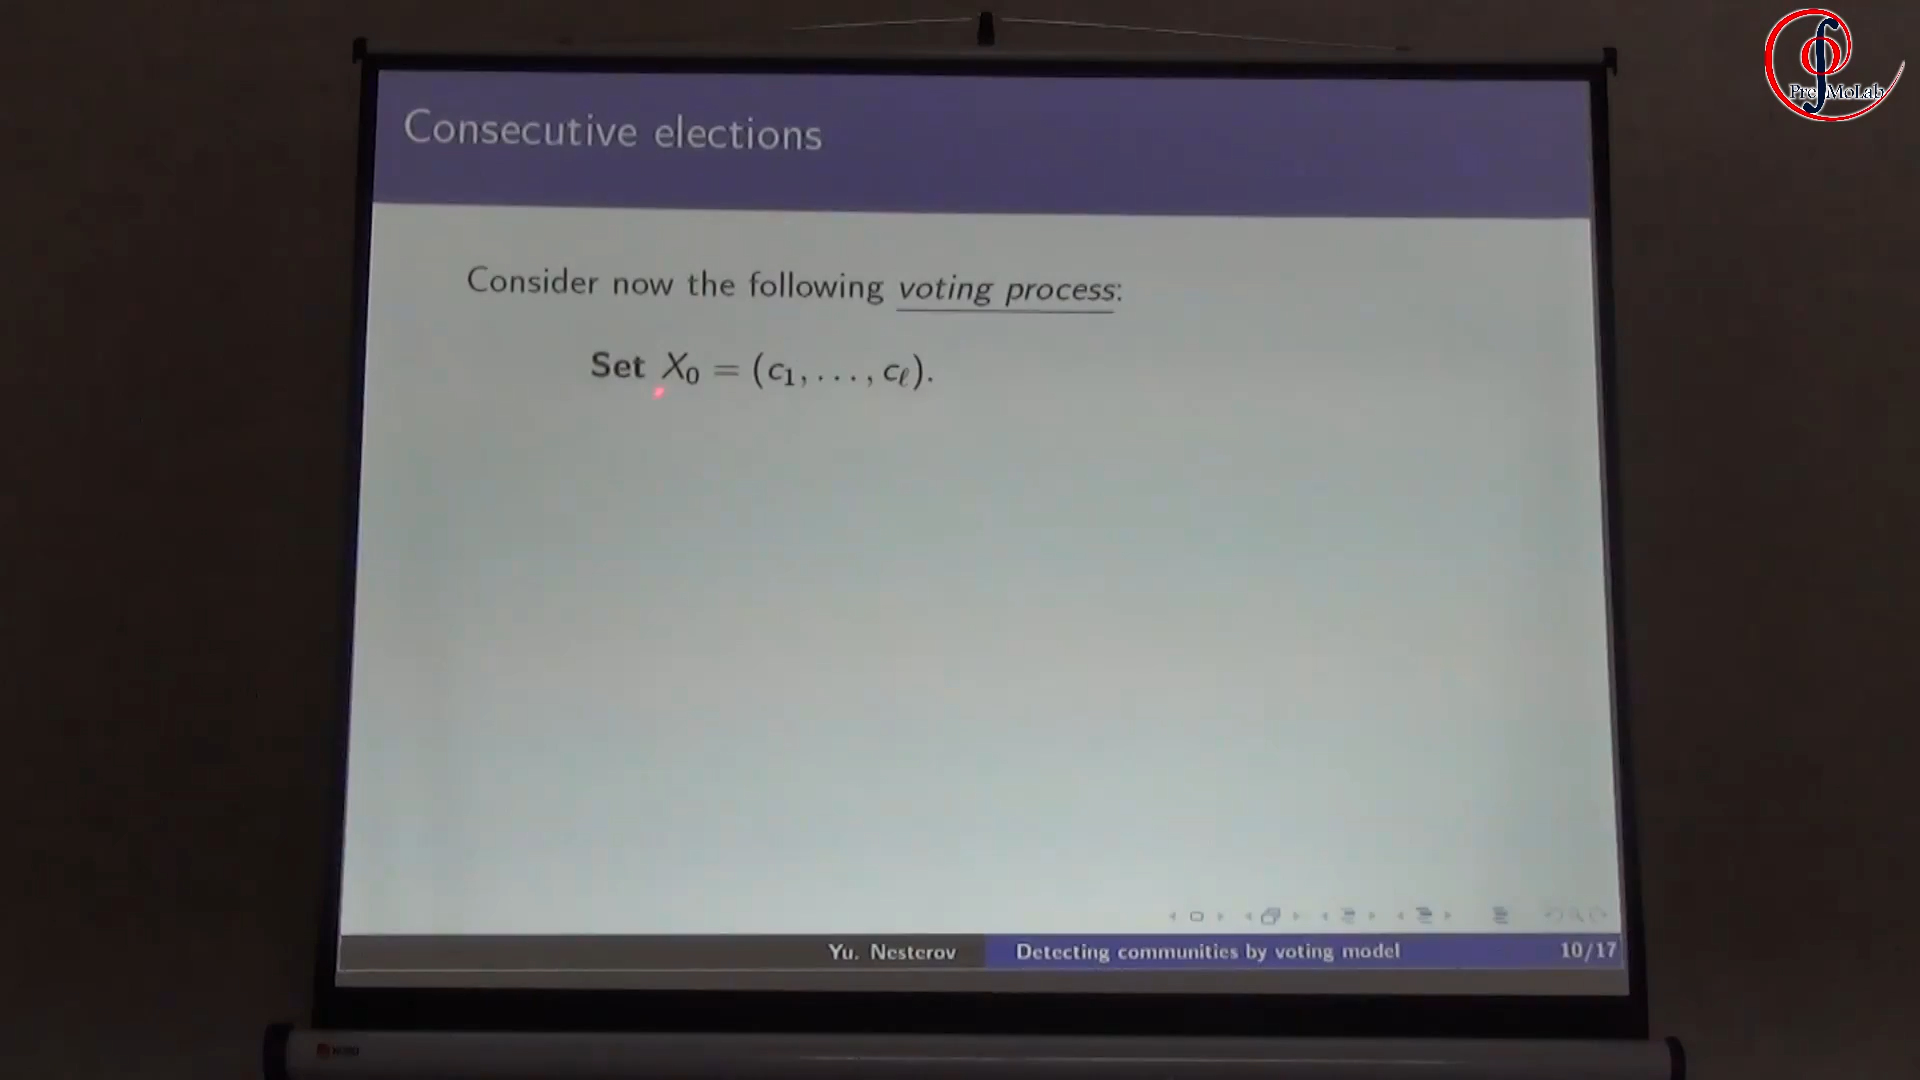 PreMoLab
Consecutive elections
Consider now the following voting process:
Set X₀ = (c₁, . . . , cℓ).
Yu. Nesterov Detecting communities by voting model 10/17